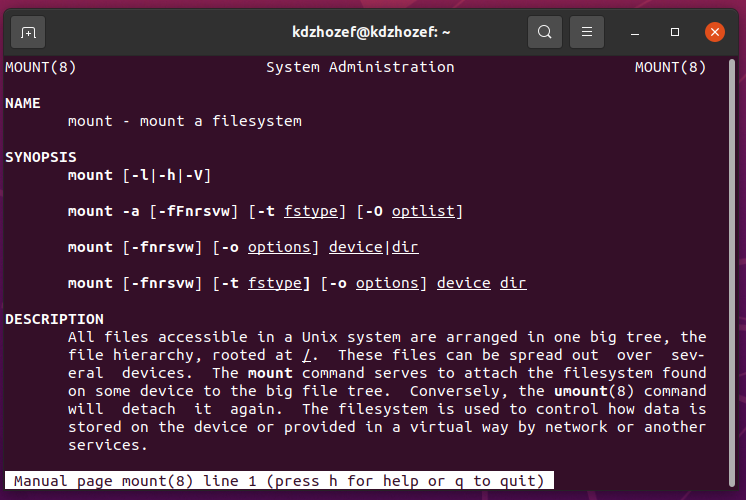 kdzhozef@kdzhozef: ~
MOUNT(8) System Administration MOUNT(8)
NAME
mount - mount a filesystem
SYNOPSIS
mount [-l|-h|-V]
mount -a [-fFnrsvw] [-t fstype] [-O optlist]
mount [-fnrsvw] [-o options] device|dir
mount [-fnrsvw] [-t fstype] [-o options] device dir
DESCRIPTION
All files accessible in a Unix system are arranged in one big tree, the
file hierarchy, rooted at /. These files can be spread out over sev-
eral devices. The mount command serves to attach the filesystem found
on some device to the big file tree. Conversely, the umount(8) command
will detach it again. The filesystem is used to control how data is
stored on the device or provided in a virtual way by network or another
services.
Manual page mount(8) line 1 (press h for help or q to quit)